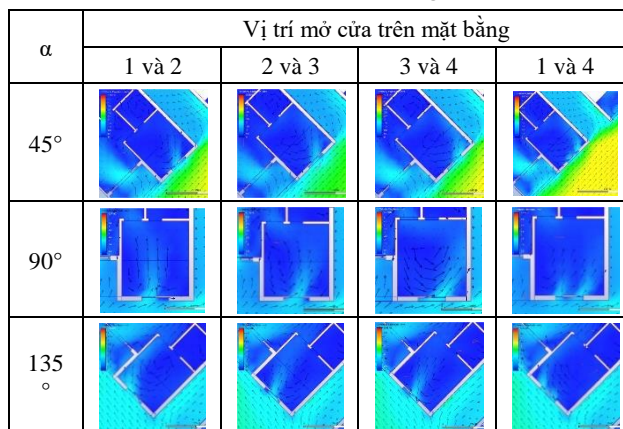 α
Vị trí mở cửa trên mặt bằng
1 và 2
2 và 3
3 và 4
1 và 4
45°
90°
135
°